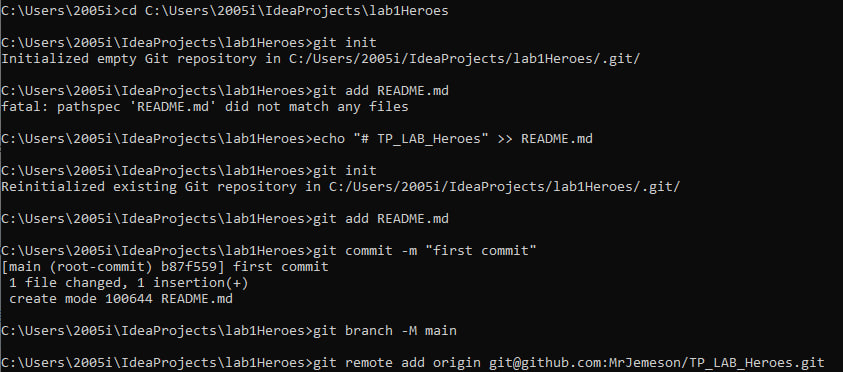 C:\Users\2005i>cd C:\Users\2005i\IdeaProjects\lab1Heroes
C:\Users\2005i\IdeaProjects\lab1Heroes>git init
Initialized empty Git repository in C:/Users/2005i/IdeaProjects/lab1Heroes/.git/
C:\Users\2005i\IdeaProjects\lab1Heroes>git add README.md
fatal: pathspec 'README.md' did not match any files
C:\Users\2005i\IdeaProjects\lab1Heroes>echo "# TP_LAB_Heroes" >> README.md
C:\Users\2005i\IdeaProjects\lab1Heroes>git init
Reinitialized existing Git repository in C:/Users/2005i/IdeaProjects/lab1Heroes/.git/
C:\Users\2005i\IdeaProjects\lab1Heroes>git add README.md
C:\Users\2005i\IdeaProjects\lab1Heroes>git commit -m "first commit"
[main (root-commit) b87f559] first commit
 1 file changed, 1 insertion(+)
 create mode 100644 README.md
C:\Users\2005i\IdeaProjects\lab1Heroes>git branch -M main
C:\Users\2005i\IdeaProjects\lab1Heroes>git remote add origin git@github.com:MrJemeson/TP_LAB_Heroes.git